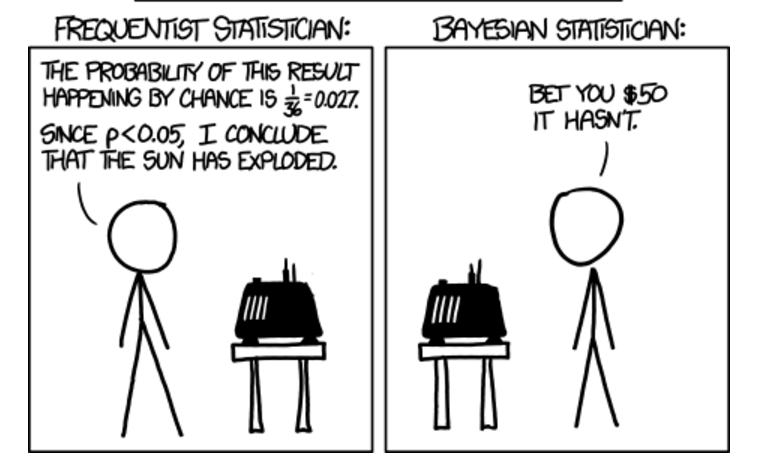 FREQUENTIST STATISTICIAN:
THE PROBABILITY OF THIS RESULT
HAPPENING BY CHANCE IS 1/36=0.027.
SINCE p<0.05, I CONCLUDE
THAT THE SUN HAS EXPLODED.
BAYESIAN STATISTICIAN:
BET YOU $50
IT HASN'T.